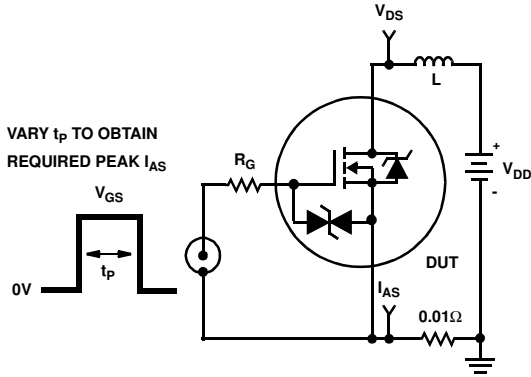 V_DS
L
VARY t_P TO OBTAIN
REQUIRED PEAK I_AS
R_G
+
V_DD
-
V_GS
DUT
t_P
0V
I_AS
0.01Ω